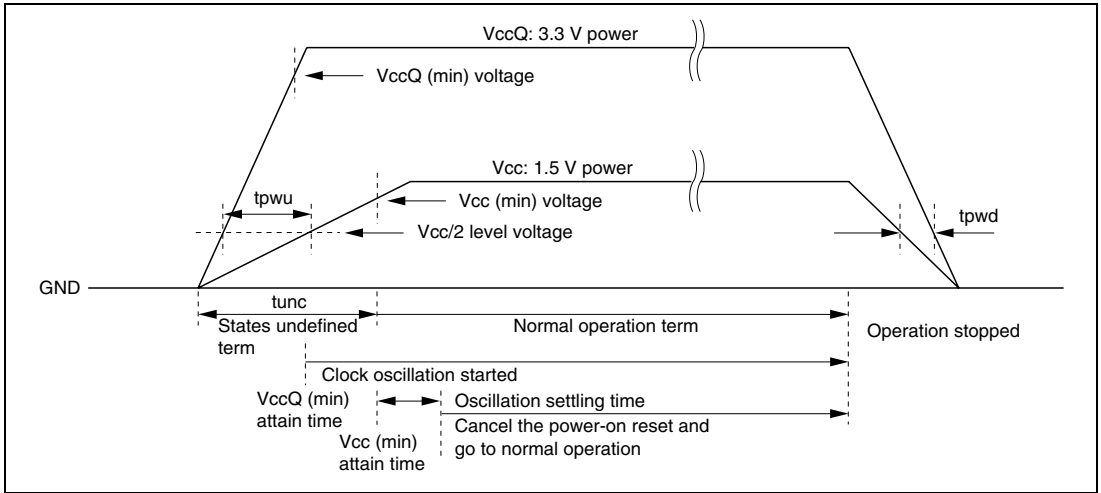 VccQ: 3.3 V power
VccQ (min) voltage
Vcc: 1.5 V power
tpwu
Vcc (min) voltage
Vcc/2 level voltage
tpwd
GND
tunc
States undefined
term
Normal operation term
Operation stopped
Clock oscillation started
VccQ (min)
attain time
Oscillation settling time
Cancel the power-on reset and
go to normal operation
Vcc (min)
attain time